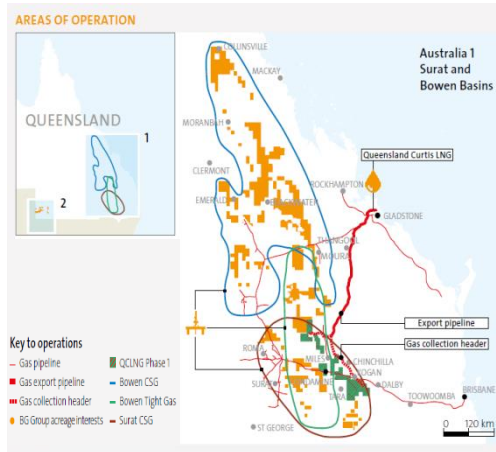 AREAS OF OPERATION
QUEENSLAND
1
2
Australia 1
Surat and
Bowen Basins
COLLINSVILLE
MACKAY
MORANBAH
CLERMONT
Queensland Curtis LNG
ROCKHAMPTON
EMERALD
BLACKWATER
GLADSTONE
THANGOOL
MOURA
Export pipeline
Gas collection header
ROMA
MILES
CHINCHILLA
KOGAN
SURAT
CONDAMINE
TARA
DALBY
TOOWOOMBA
BRISBANE
ST GEORGE
0 120 km
Key to operations
Gas pipeline
Gas export pipeline
Gas collection header
BG Group acreage interests
QCLNG Phase 1
Bowen CSG
Bowen Tight Gas
Surat CSG